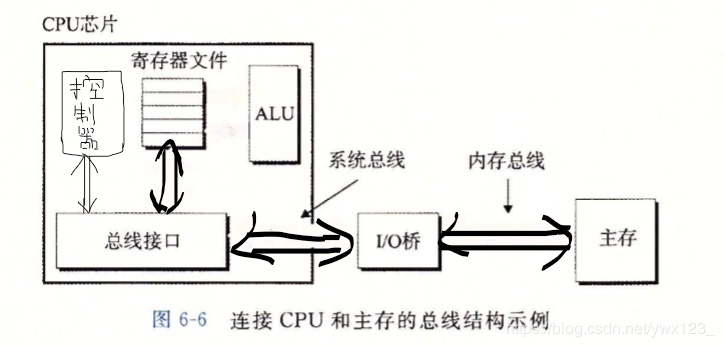 CPU芯片
寄存器文件
控制器
ALU
系统总线
内存总线
总线接口
I/O桥
主存
图 6-6 连接 CPU 和主存的总线结构示例
https://blog.csdn.net/ywx123_